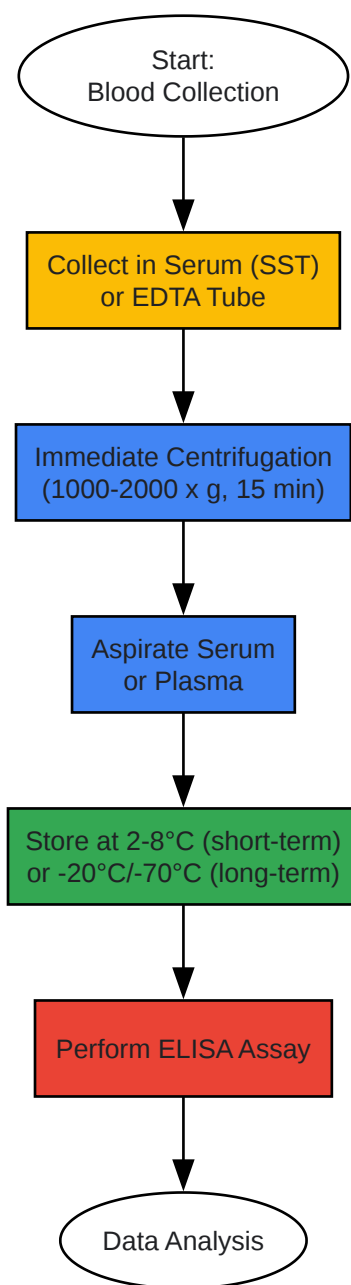 Start:
Blood Collection
Collect in Serum (SST)
or EDTA Tube
Immediate Centrifugation
(1000-2000 x g, 15 min)
Aspirate Serum
or Plasma
Store at 2-8°C (short-term)
or -20°C/-70°C (long-term)
Perform ELISA Assay
Data Analysis